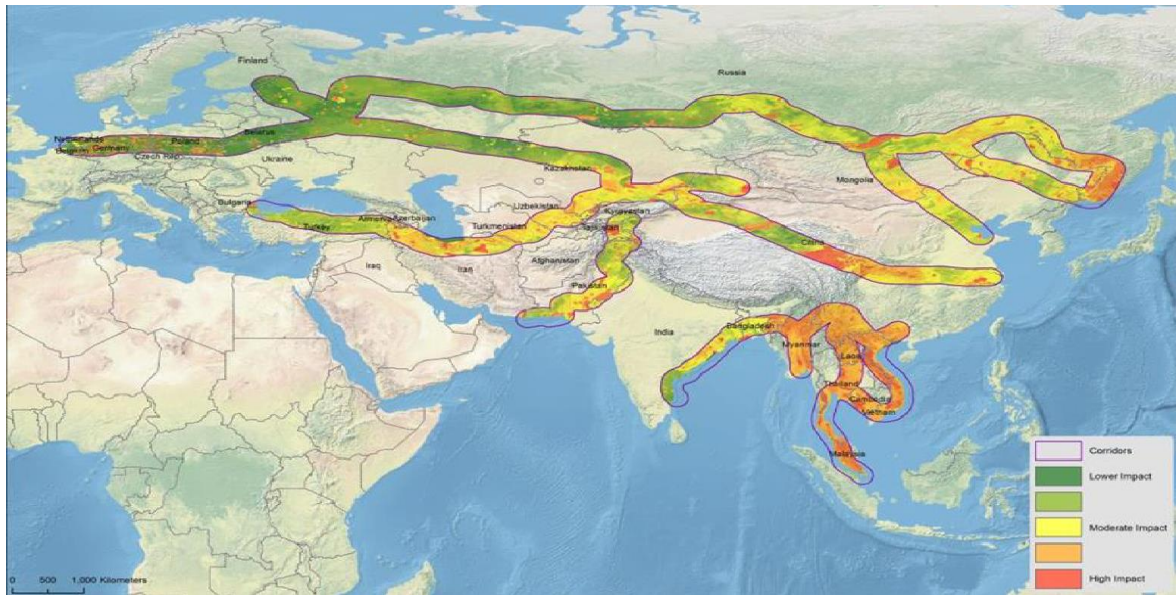 Finland
Russia
Netherlands
Belgium
Germany
Poland
Belarus
Czech Rep.
Ukraine
Kazakhstan
Mongolia
Bulgaria
Uzbekistan
Kyrgyzstan
Turkey
Armenia
Azerbaijan
Turkmenistan
Tajikistan
China
Iraq
Iran
Afghanistan
Pakistan
India
Bangladesh
Myanmar
Laos
Thailand
Cambodia
Vietnam
Malaysia
Corridors
Lower Impact
Moderate Impact
High Impact
0 500 1,000 Kilometers